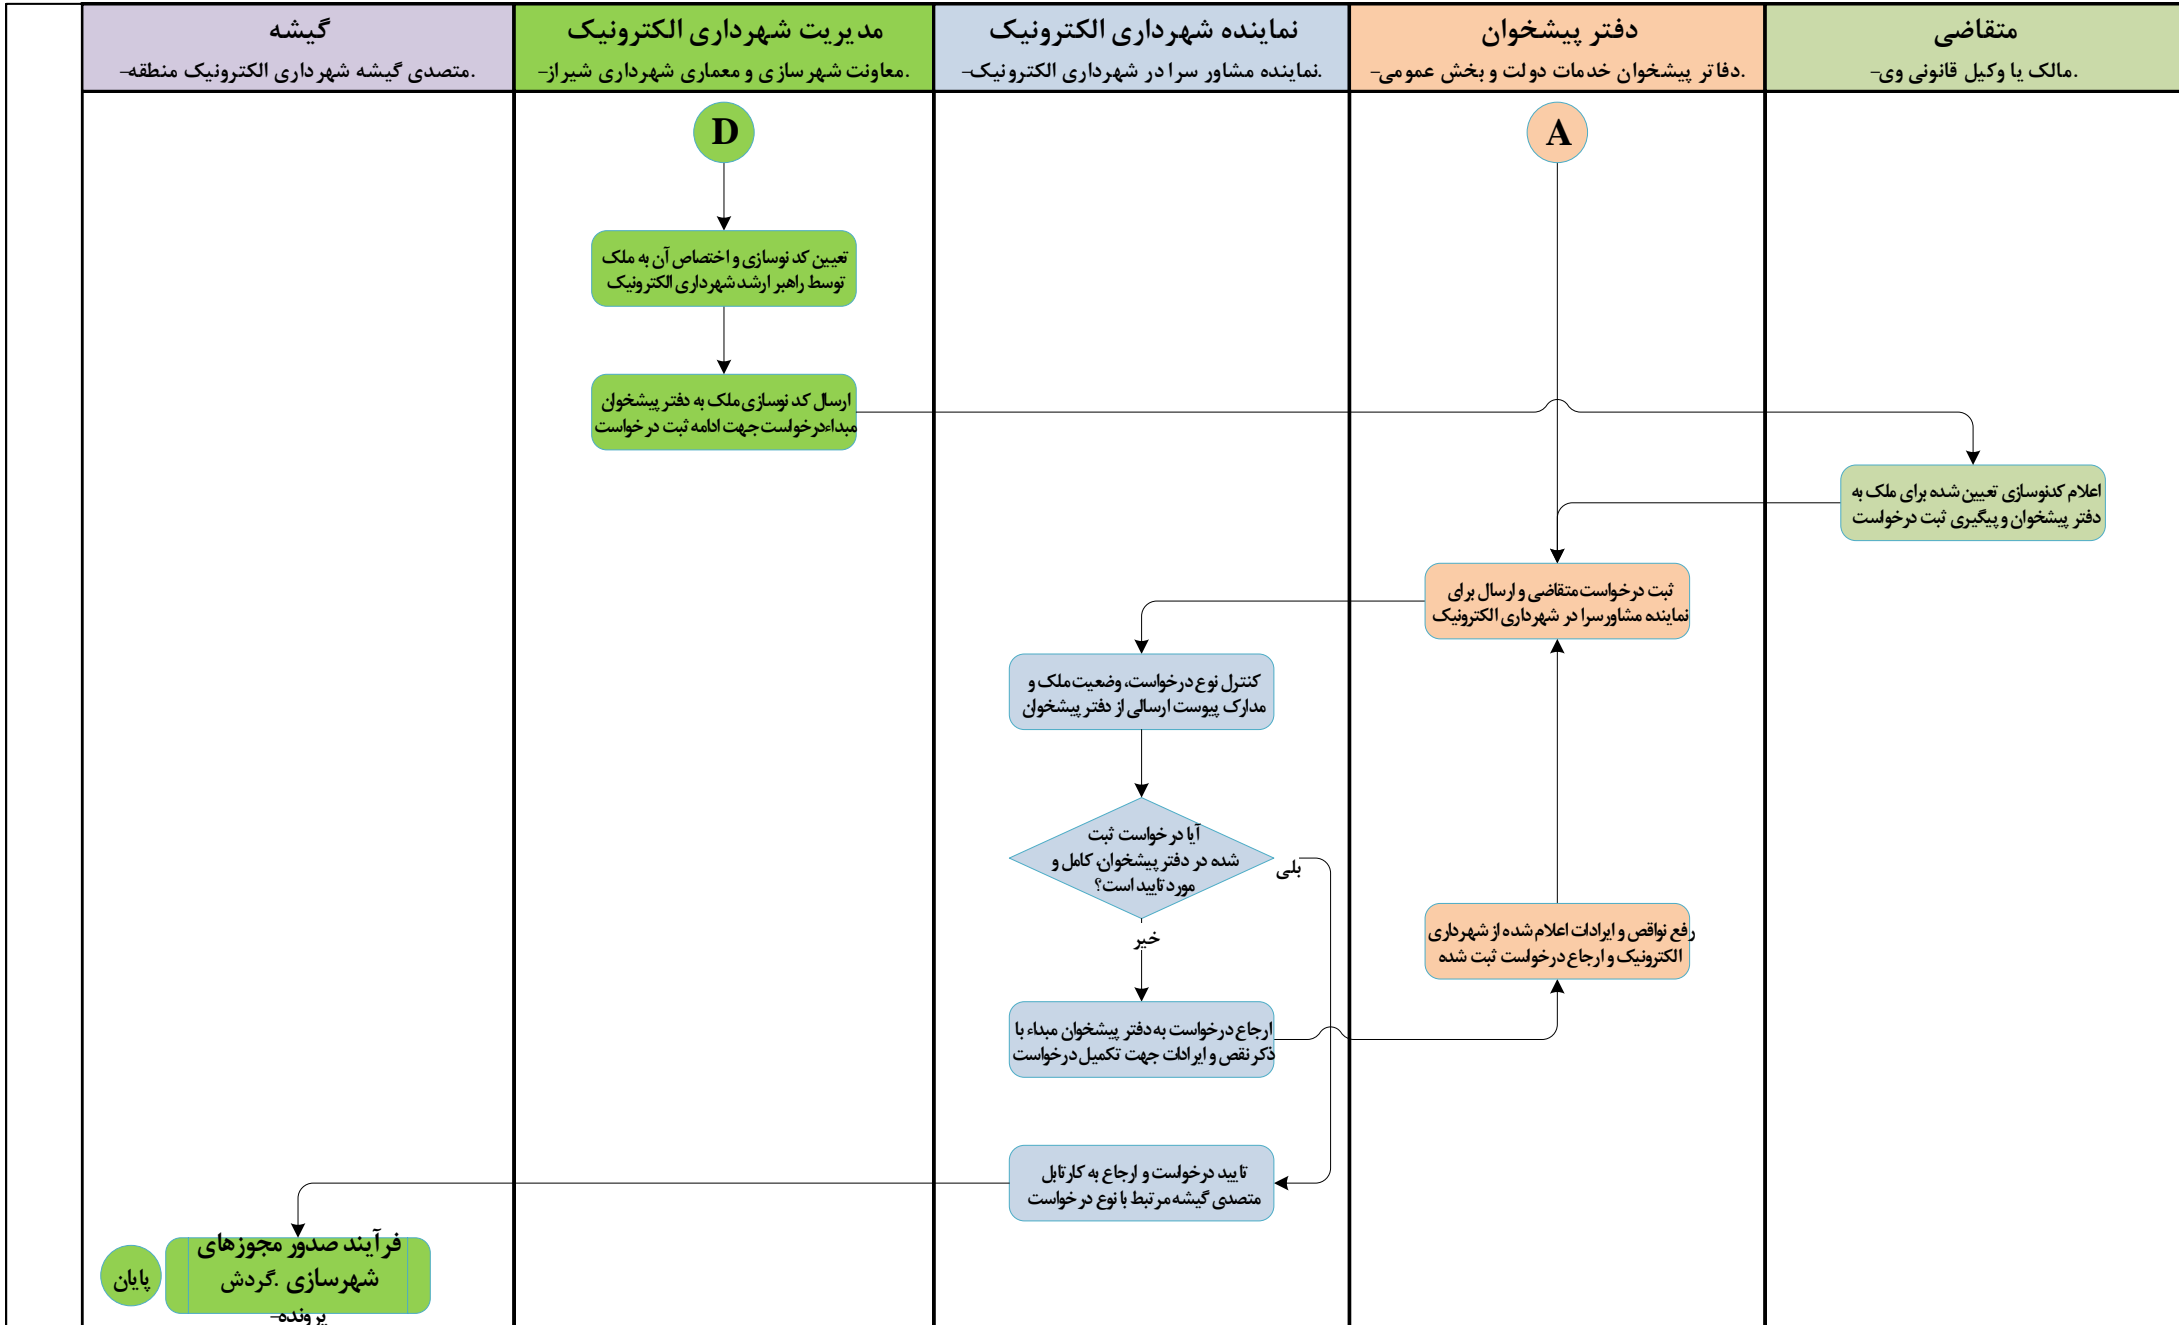 متقاضی
.مالک یا وکیل قانونی وی-
دفتر پیشخوان
.دفاتر پیشخوان خدمات دولت و بخش عمومی-
نماینده شهرداری الکترونیک
.نماینده مشاور سرا در شهرداری الکترونیک-
مدیریت شهرداری الکترونیک
.معاونت شهرسازی و معماری شهرداری شیراز-
گیشه
.متصدی گیشه شهرداری الکترونیک منطقه-
A
D
تعیین کد نوسازی و اختصاص آن به ملک
توسط راهبر ارشد شهرداری الکترونیک
ارسال کد نوسازی ملک به دفتر پیشخوان
مبداءدرخواست جهت ادامه ثبت درخواست
اعلام کدنوسازی تعیین شده برای ملک به
دفتر پیشخوان و پیگیری ثبت درخواست
ثبت درخواست متقاضی و ارسال برای
نماینده مشاورسرا در شهرداری الکترونیک
کنترل نوع درخواست، وضعیت ملک و
مدارک پیوست ارسالی از دفتر پیشخوان
آیا درخواست ثبت
شده در دفتر پیشخوان، کامل و
مورد تایید است؟
بلی
خیر
رفع نواقص و ایرادات اعلام شده از شهرداری
الکترونیک و ارجاع درخواست ثبت شده
ارجاع درخواست به دفتر پیشخوان مبداء با
ذکر نقص و ایرادات جهت تکمیل درخواست
تایید درخواست و ارجاع به کارتابل
متصدی گیشه مرتبط با نوع درخواست
فرآیند صدور مجوزهای
شهرسازی .گردش
پرونده-
پایان